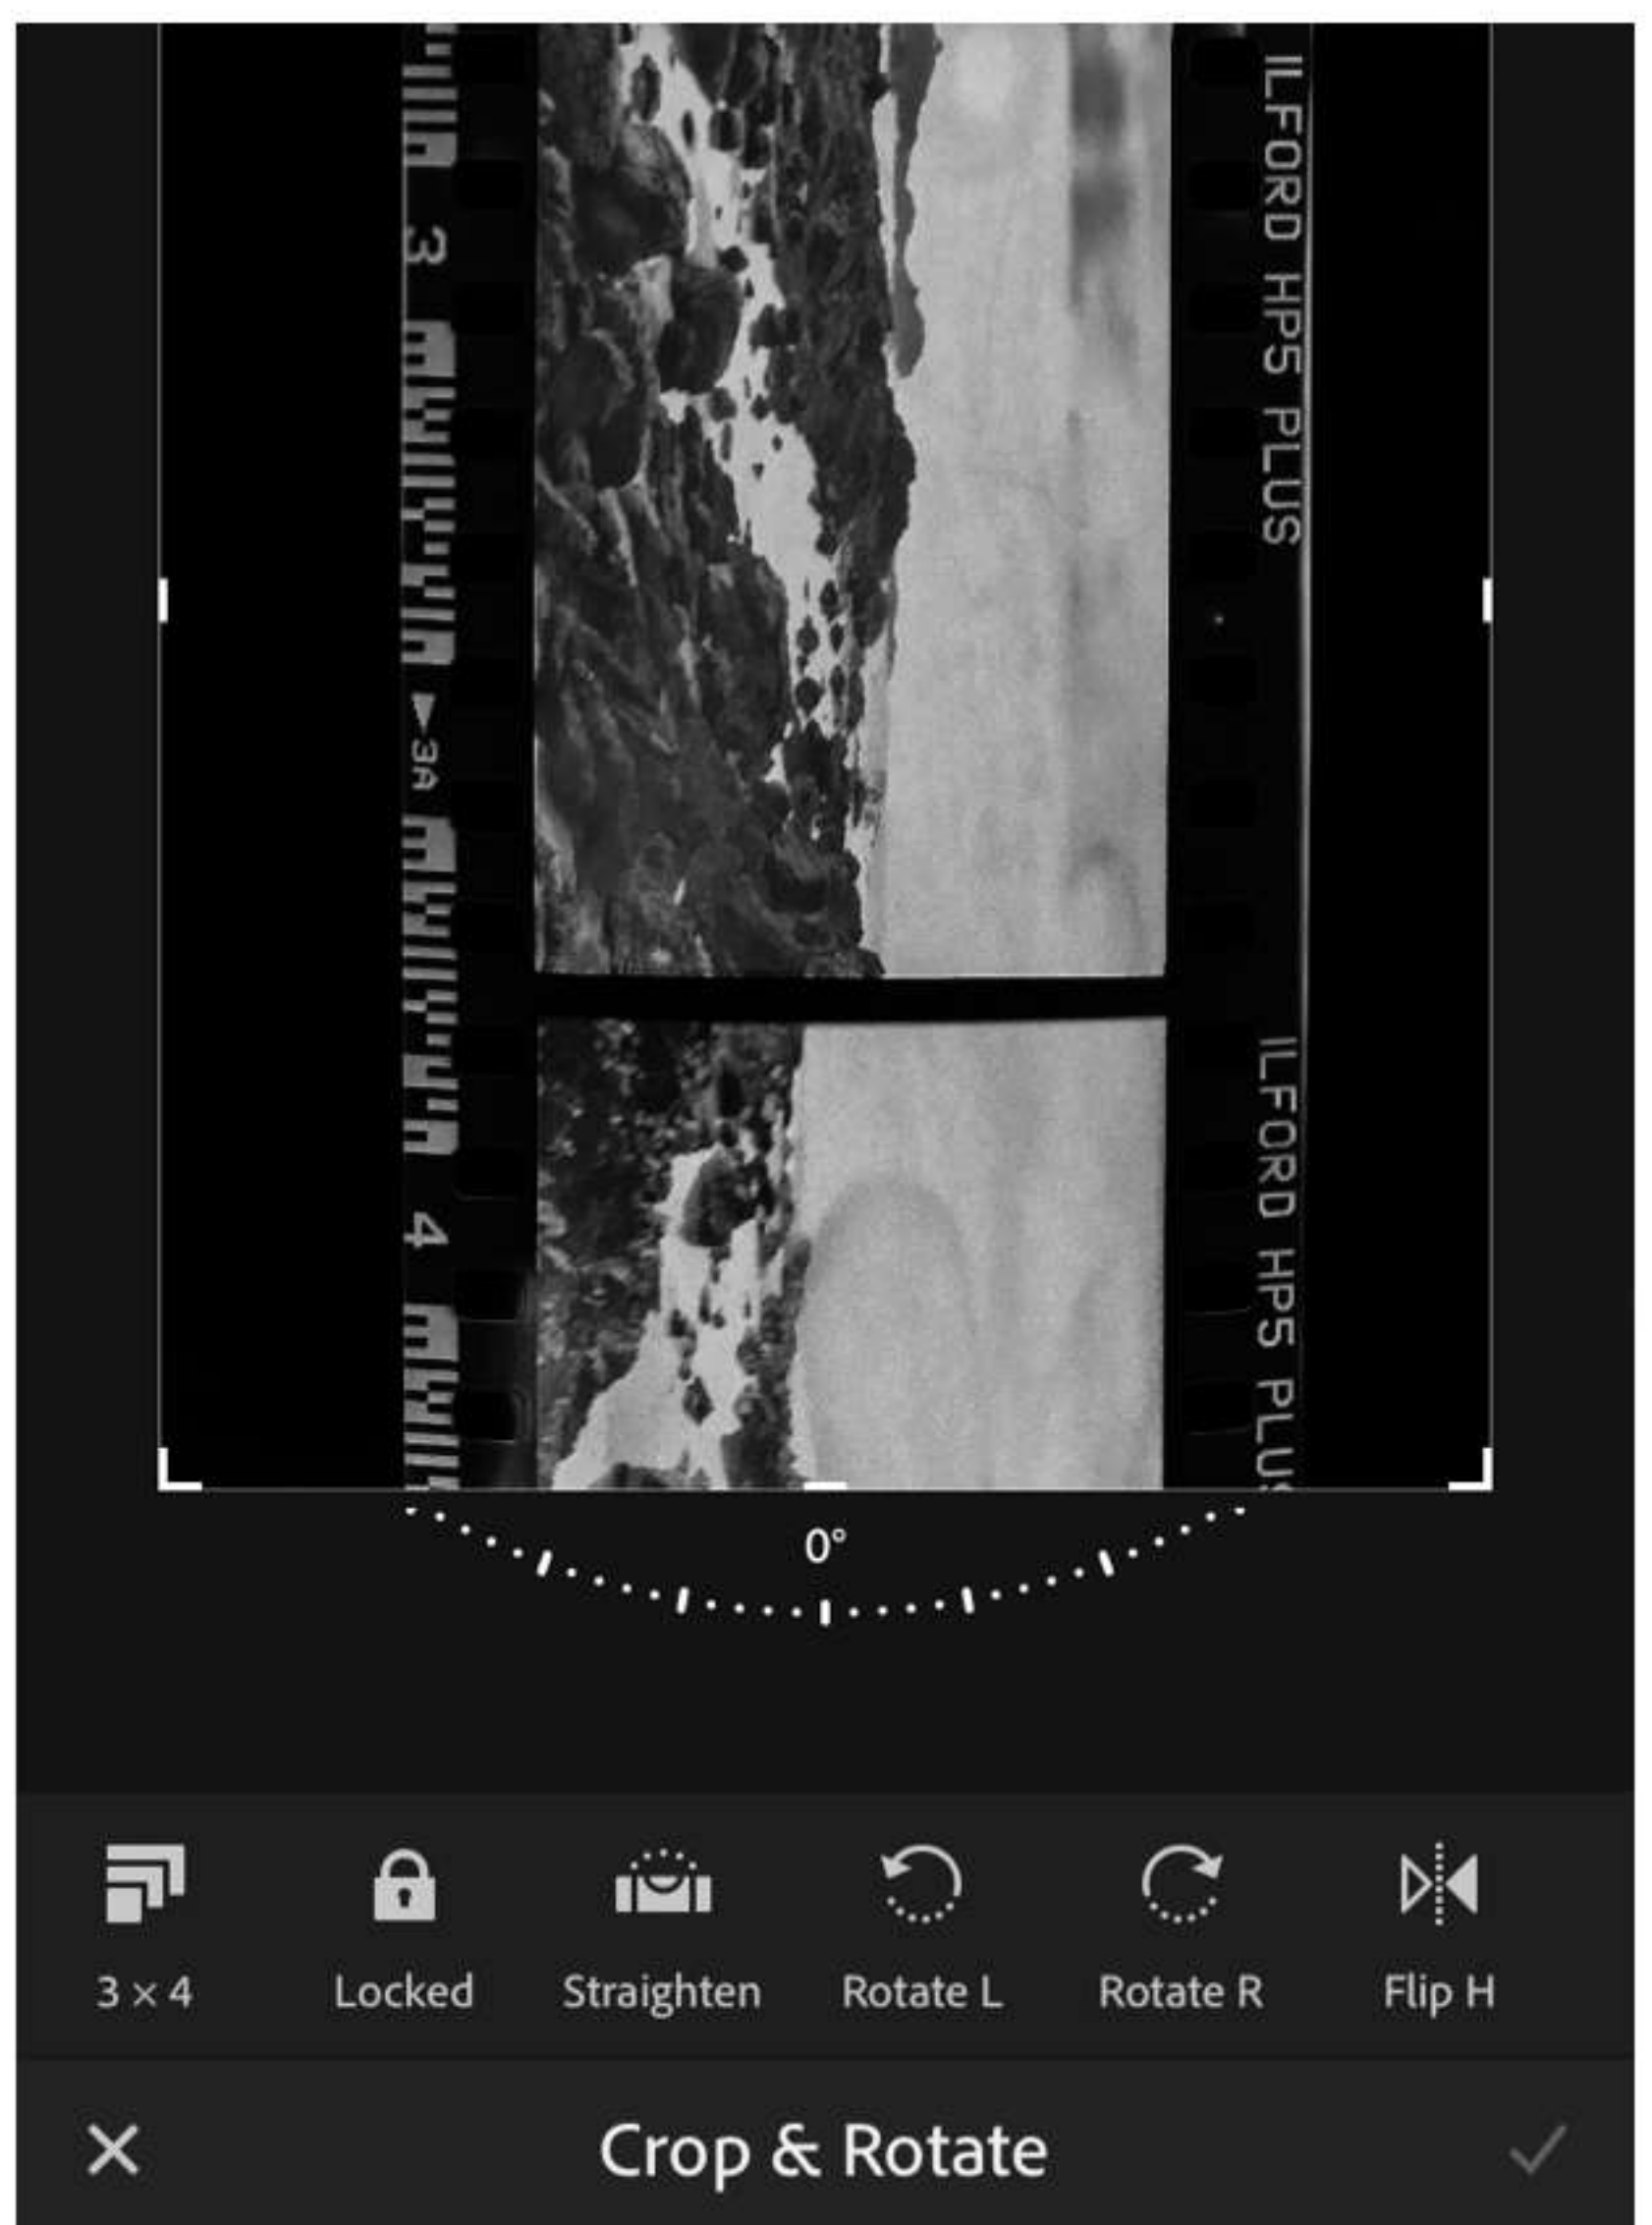 ILFORD HP5 PLUS
3
▶3A
ILFORD HP5 PLUS
4
0°
3 × 4
Locked
Straighten
Rotate L
Rotate R
Flip H
Crop & Rotate